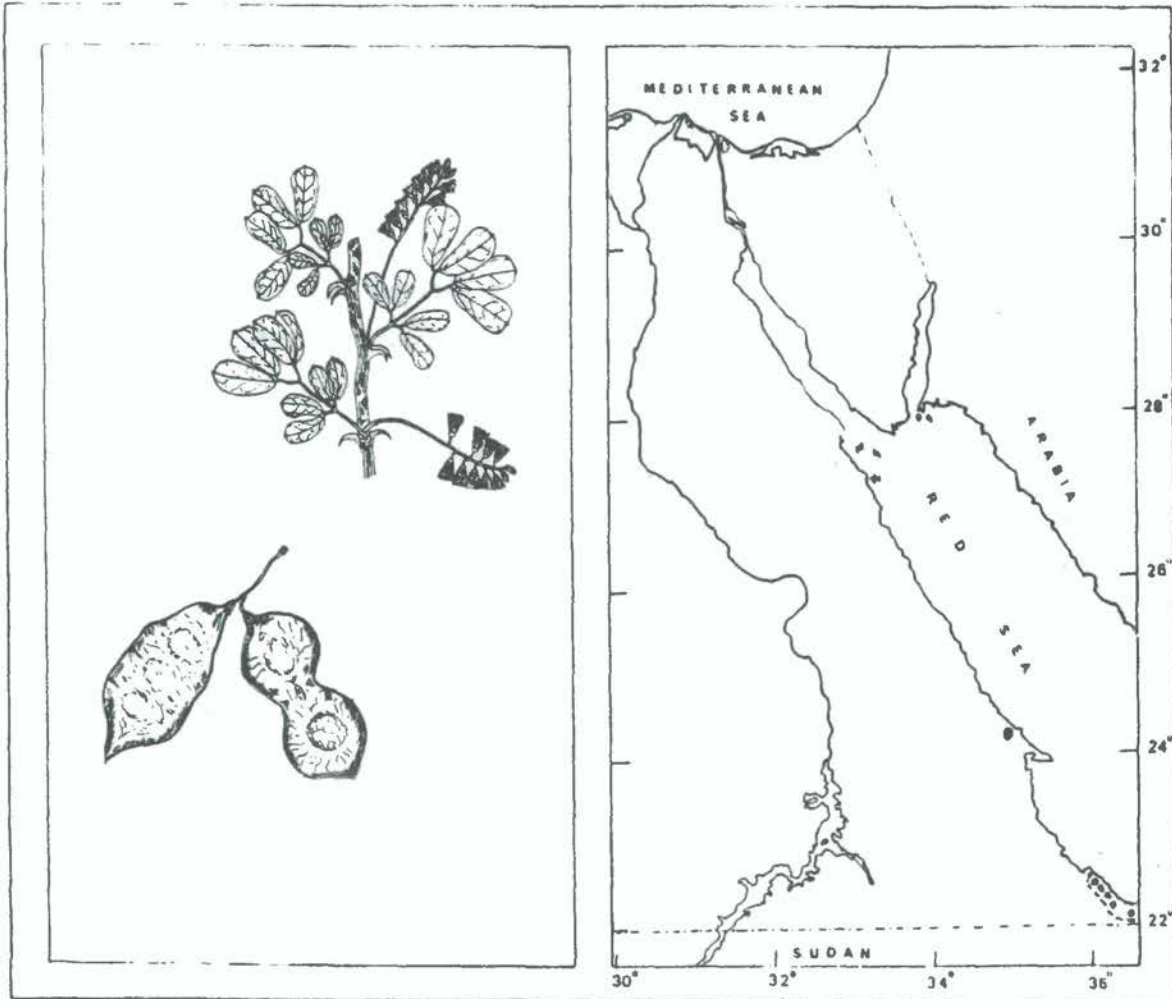 MEDITERRANEAN
SEA
ARABIA
RED
SEA
SUDAN
32°
30°
28°
26°
24°
22°
30° 32° 34° 36°